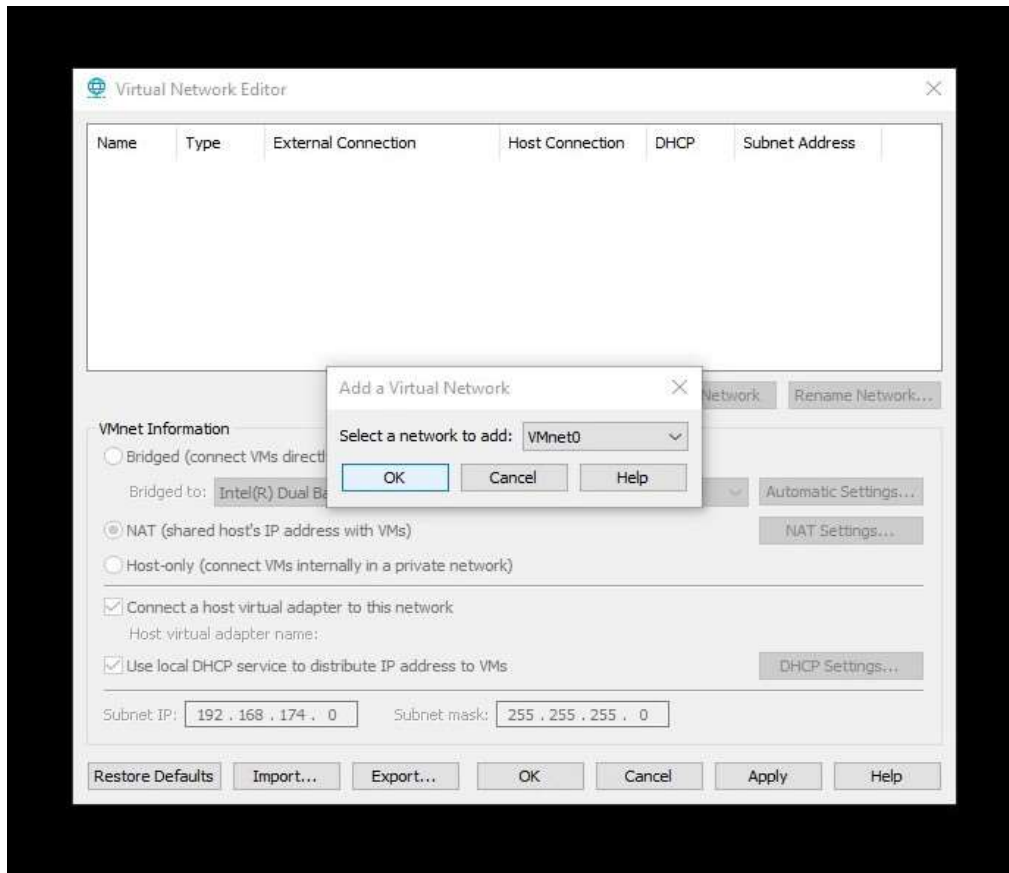 Virtual Network Editor
Name Type External Connection Host Connection DHCP Subnet Address
Add a Virtual Network
Network Rename Network...
Select a network to add: VMnet0
OK Cancel Help
VMnet Information
Bridged (connect VMs directl
Bridged to: Intel(R) Dual Ba Automatic Settings...
NAT (shared host's IP address with VMs) NAT Settings...
Host-only (connect VMs internally in a private network)
Connect a host virtual adapter to this network
Host virtual adapter name:
Use local DHCP service to distribute IP address to VMs DHCP Settings...
Subnet IP: 192 . 168 . 174 . 0 Subnet mask: 255 . 255 . 255 . 0
Restore Defaults Import... Export... OK Cancel Apply Help